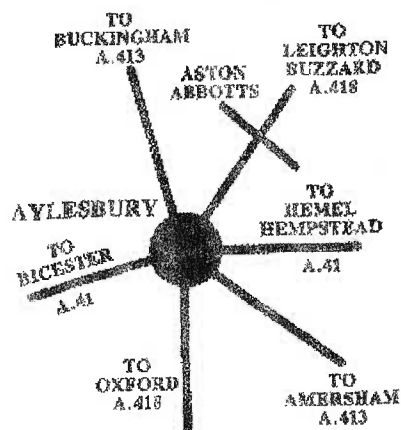 TO
BUCKINGHAM
A.413
TO
LEIGHTON
BUZZARD
A.418
ASTON
ABBOTTS
AYLESBURY
TO
HEMEL
HEMPSTEAD
A.41
TO
BICESTER
A.41
TO
OXFORD
A.418
TO
AMERSHAM
A.413